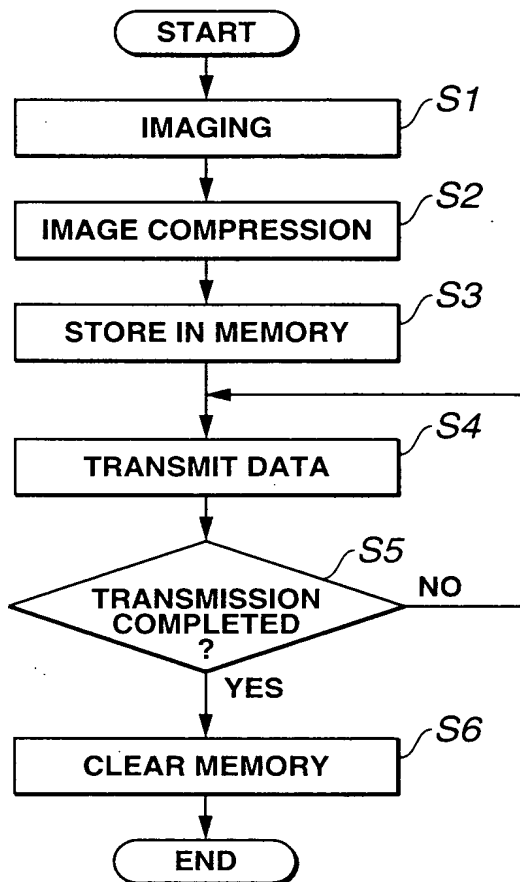 START
S1
IMAGING
S2
IMAGE COMPRESSION
S3
STORE IN MEMORY
S4
TRANSMIT DATA
S5
TRANSMISSION
COMPLETED
?
NO
YES
S6
CLEAR MEMORY
END